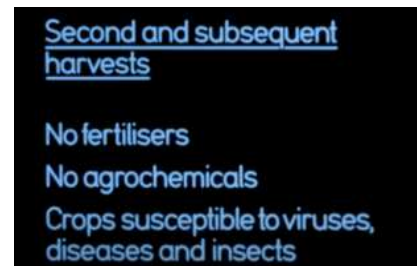 Second and subsequent
harvests
No fertilisers
No agrochemicals
Crops susceptible to viruses,
diseases and insects